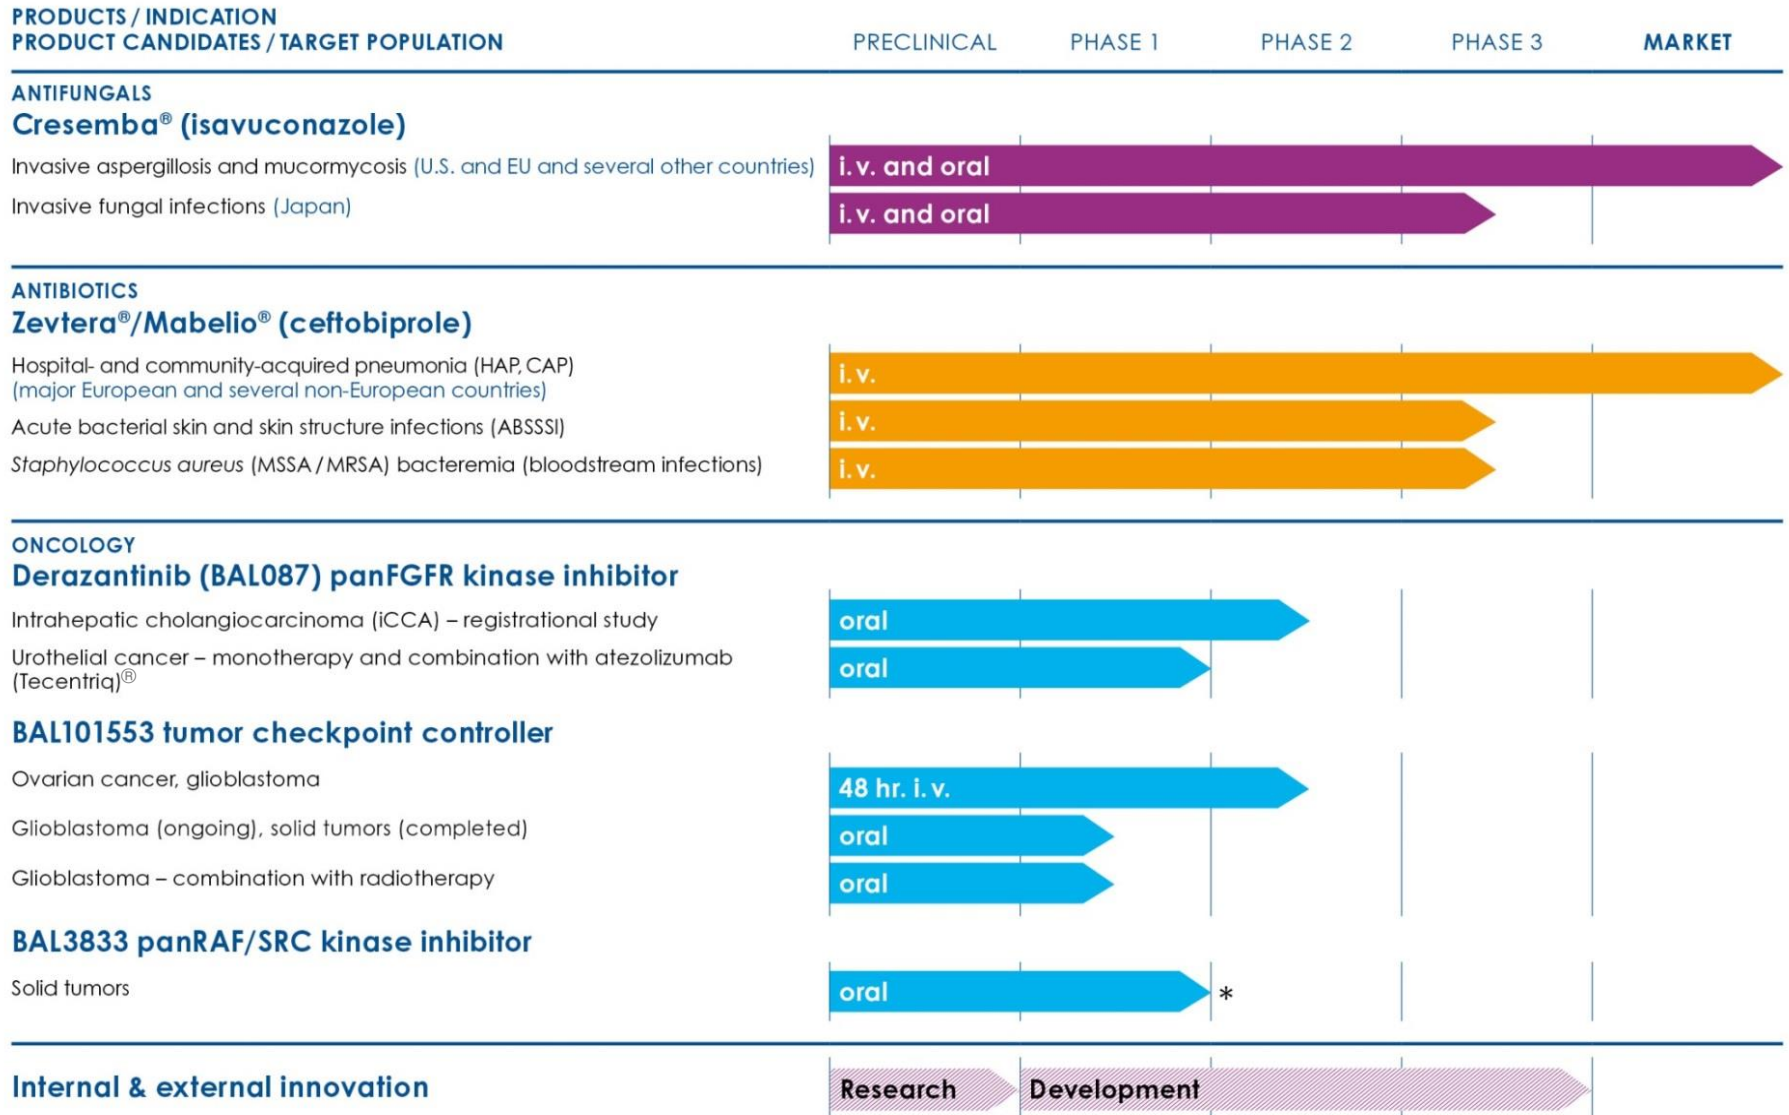 PRODUCTS / INDICATION
PRODUCT CANDIDATES / TARGET POPULATION
PRECLINICAL
PHASE 1
PHASE 2
PHASE 3
MARKET
ANTIFUNGALS
Cresemba® (isavuconazole)
Invasive aspergillosis and mucormycosis (U.S. and EU and several other countries)
i.v. and oral
Invasive fungal infections (Japan)
i.v. and oral
ANTIBIOTICS
Zevtera®/Mabelio® (ceftobiprole)
Hospital- and community-acquired pneumonia (HAP, CAP)
(major European and several non-European countries)
i.v.
Acute bacterial skin and skin structure infections (ABSSSI)
i.v.
Staphylococcus aureus (MSSA / MRSA) bacteremia (bloodstream infections)
i.v.
ONCOLOGY
Derazantinib (BAL087) panFGFR kinase inhibitor
Intrahepatic cholangiocarcinoma (iCCA) – registrational study
oral
Urothelial cancer – monotherapy and combination with atezolizumab
(Tecentriq)®
oral
BAL101553 tumor checkpoint controller
Ovarian cancer, glioblastoma
48 hr. i.v.
Glioblastoma (ongoing), solid tumors (completed)
oral
Glioblastoma – combination with radiotherapy
oral
BAL3833 panRAF/SRC kinase inhibitor
Solid tumors
oral
*
Internal & external innovation
Research
Development